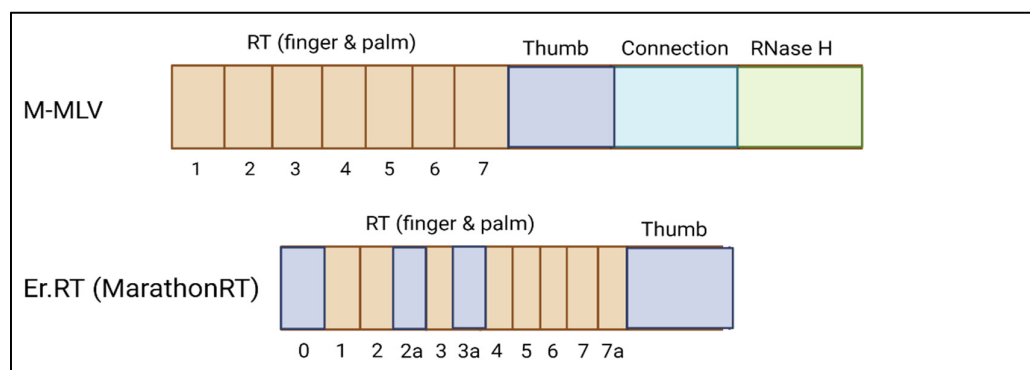 RT (finger & palm) Thumb Connection RNase H
M-MLV
1 2 3 4 5 6 7
RT (finger & palm) Thumb
Er.RT (MarathonRT)
0 1 2 2a 3 3a 4 5 6 7 7a